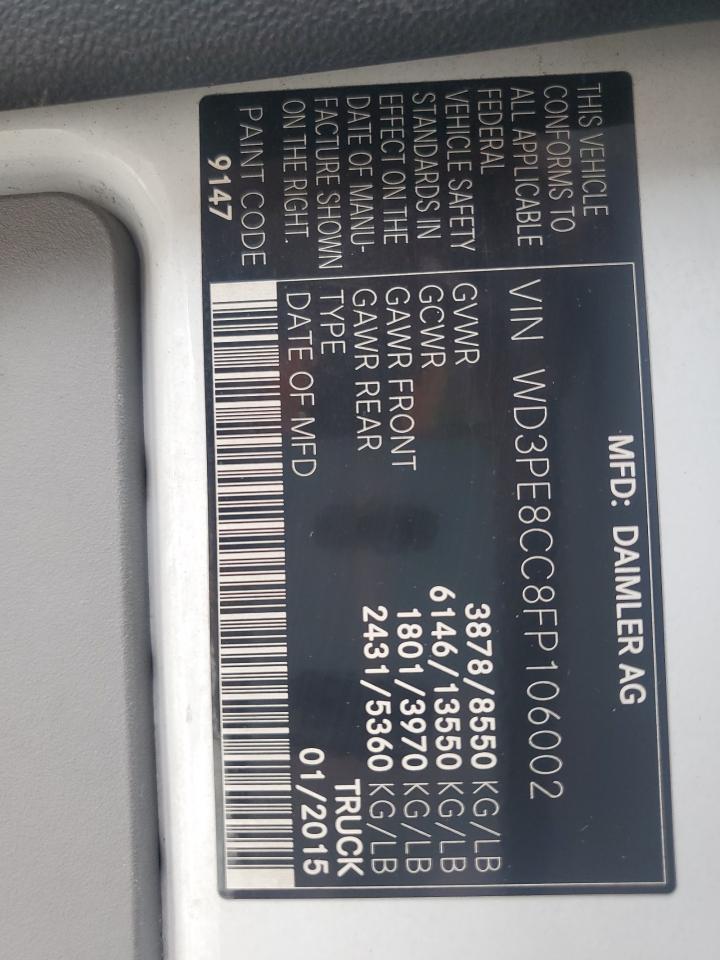 MFD: DAIMLER AG
THIS VEHICLE
CONFORMS TO
ALL APPLICABLE
FEDERAL
VEHICLE SAFETY
STANDARDS IN
EFFECT ON THE
DATE OF MANU-
FACTURE SHOWN
ON THE RIGHT.
PAINT CODE
9147
VIN WD3PE8CC8FP106002
GVWR 3878/8550 KG/LB
GCWR 6146/13550 KG/LB
GAWR FRONT 1801/3970 KG/LB
GAWR REAR 2431/5360 KG/LB
TYPE TRUCK
DATE OF MFD 01/2015